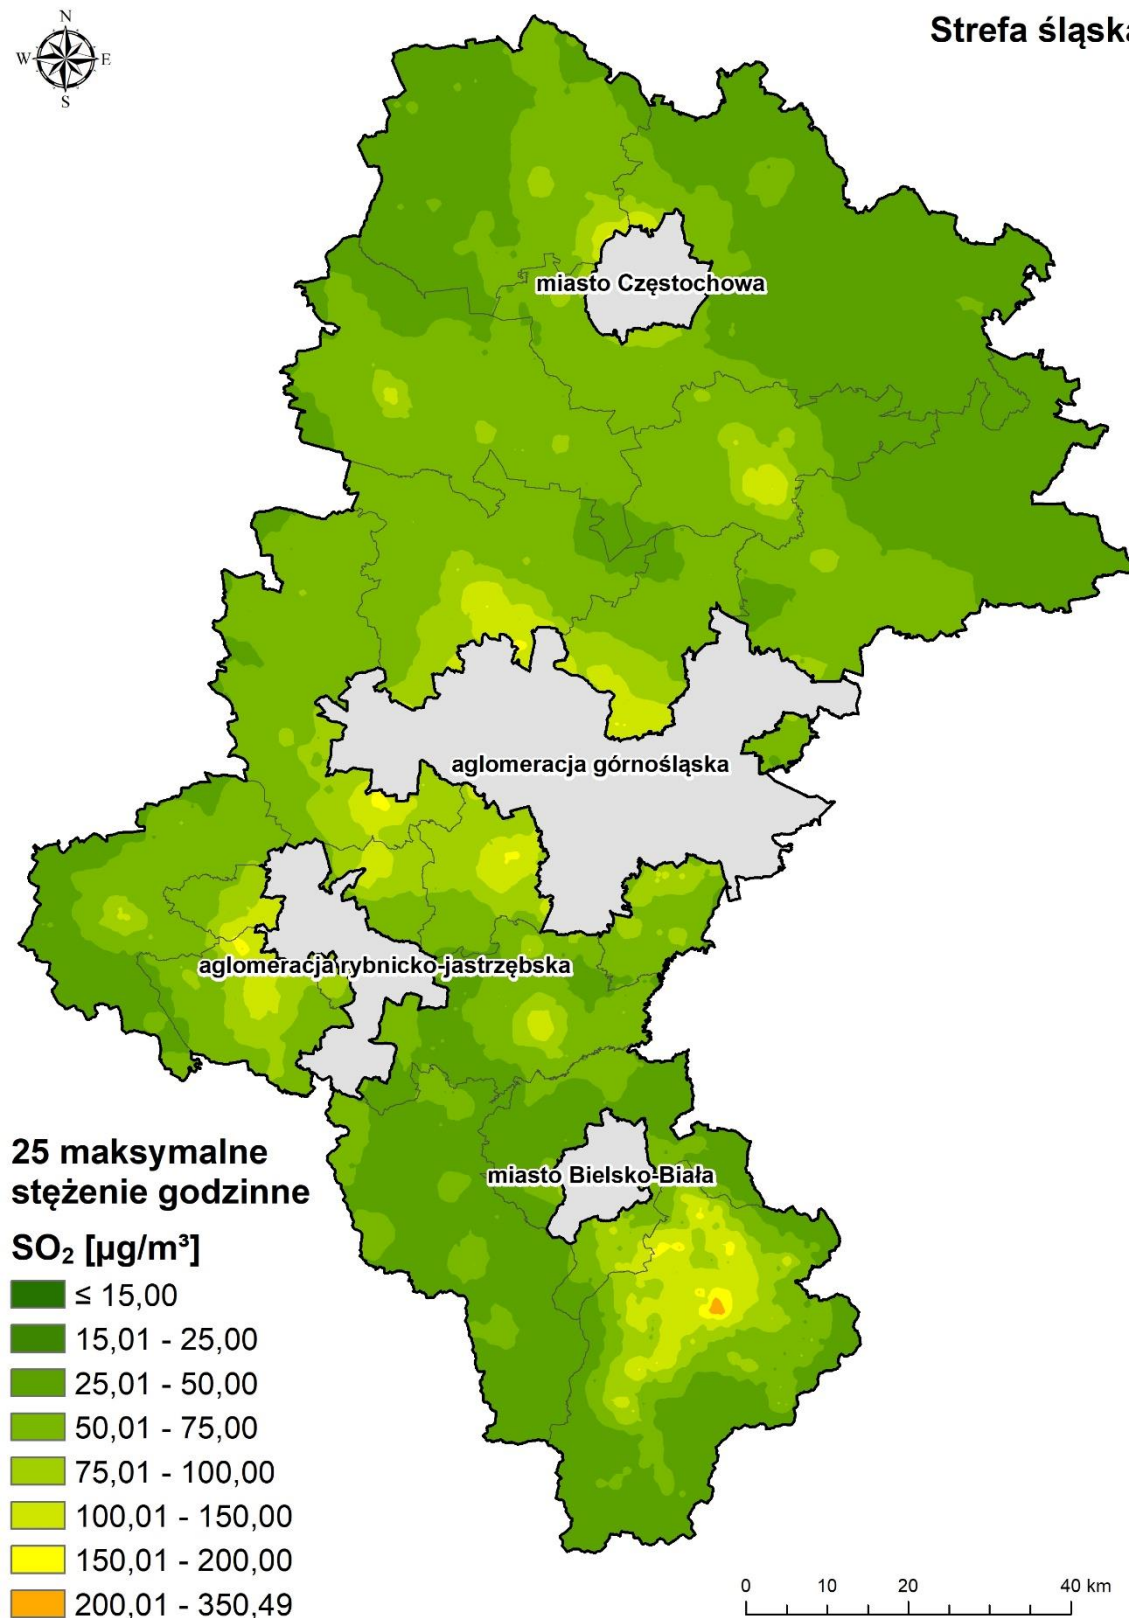 N
W E
S
Strefa śląska
miasto Częstochowa
aglomeracja górnośląska
aglomeracja rybnicko-jastrzębska
miasto Bielsko-Biała
25 maksymalne
stężenie godzinne
SO₂ [µg/m³]
≤ 15,00
15,01 - 25,00
25,01 - 50,00
50,01 - 75,00
75,01 - 100,00
100,01 - 150,00
150,01 - 200,00
200,01 - 350,49
0 10 20 40 km